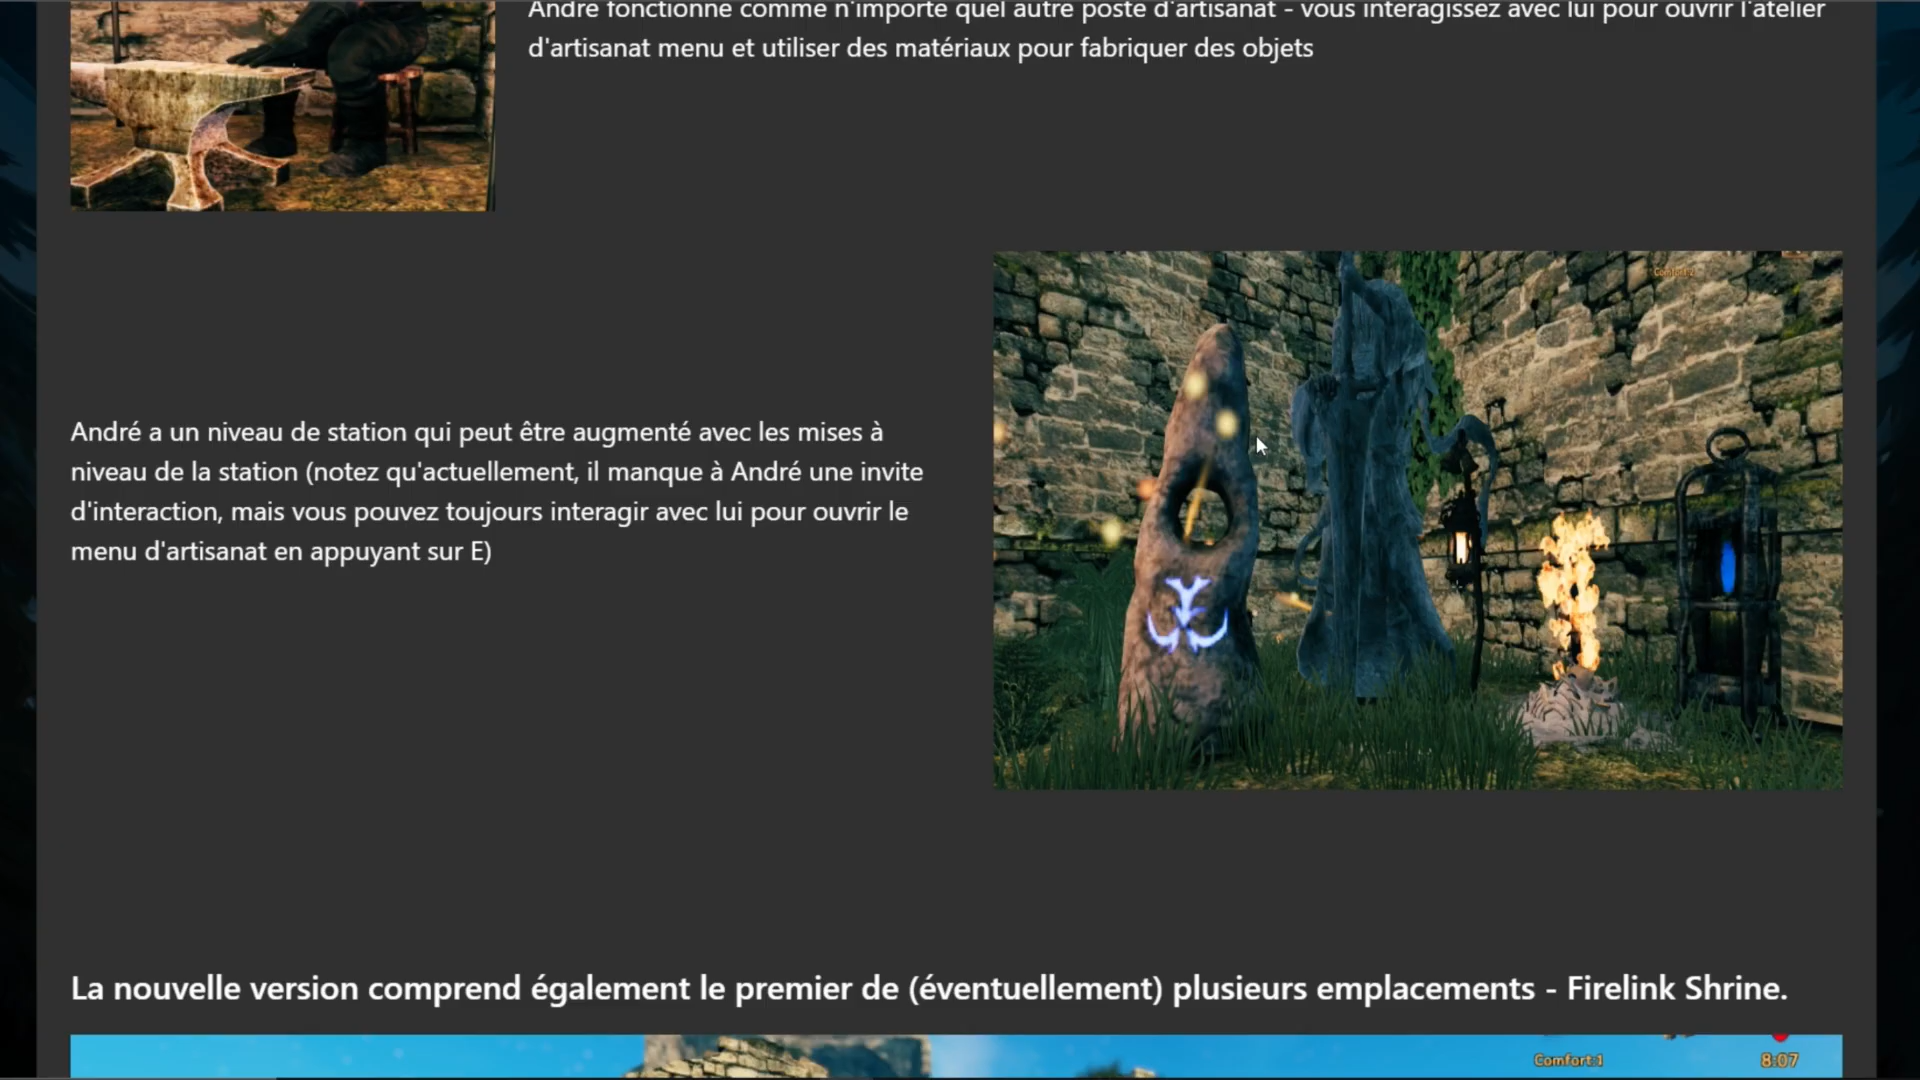 André fonctionne comme n'importe quel autre poste d'artisanat - vous interagissez avec lui pour ouvrir l'atelier
d'artisanat menu et utiliser des matériaux pour fabriquer des objets
Comfort:2
André a un niveau de station qui peut être augmenté avec les mises à
niveau de la station (notez qu'actuellement, il manque à André une invite
d'interaction, mais vous pouvez toujours interagir avec lui pour ouvrir le
menu d'artisanat en appuyant sur E)
La nouvelle version comprend également le premier de (éventuellement) plusieurs emplacements - Firelink Shrine.
Comfort:1
8:07